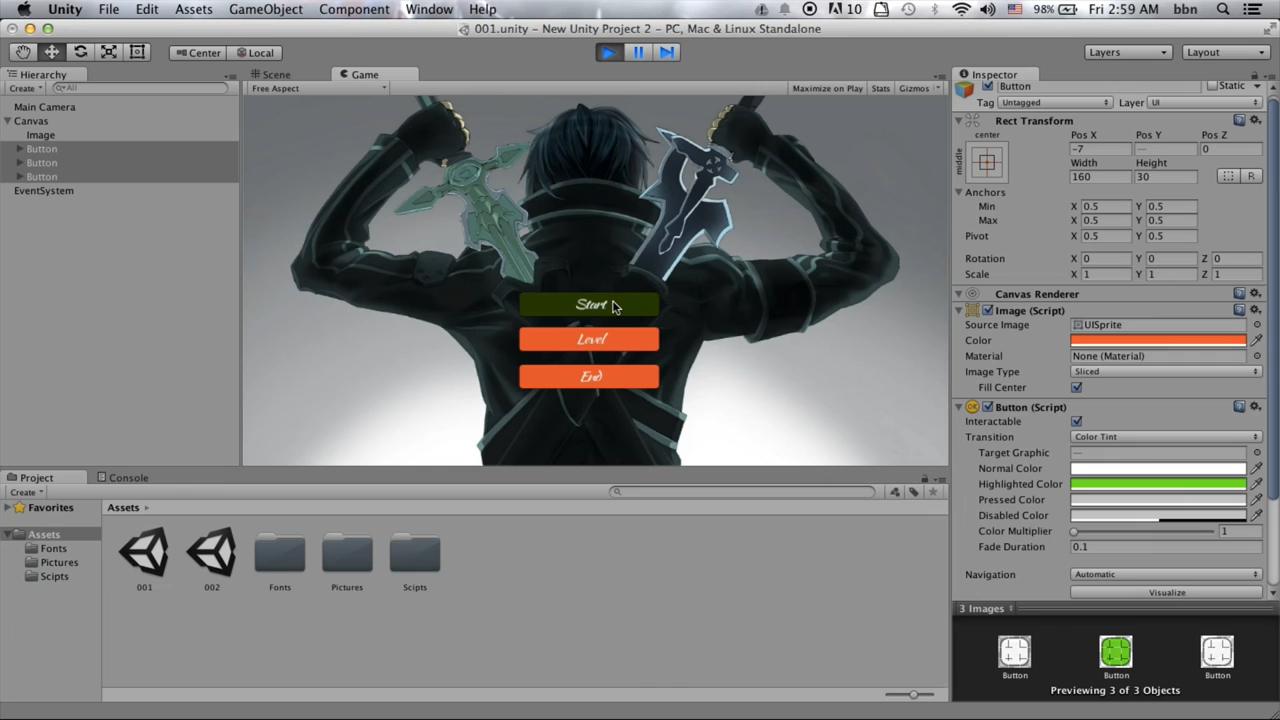 Unity File Edit Assets GameObject Component Window Help 10 98% Fri 2:59 AM bbn
001.unity - New Unity Project 2 - PC, Mac & Linux Standalone
Center Local Layers Layout
Hierarchy Scene Game Inspector
Create All Free Aspect Maximize on Play Stats Gizmos
Button Static
Tag Untagged Layer UI
Main Camera
Canvas
Image
Button
Button
Button
EventSystem
Start
Level
End
Rect Transform
center Pos X Pos Y Pos Z
middle -7 — 0
Width Height
160 30 R
Anchors
Min X 0.5 Y 0.5
Max X 0.5 Y 0.5
Pivot X 0.5 Y 0.5
Rotation X 0 Y 0 Z 0
Scale X 1 Y 1 Z 1
Canvas Renderer
Image (Script)
Source Image UISprite
Color
Material None (Material)
Image Type Sliced
Fill Center
OK Button (Script)
Interactable
Transition Color Tint
Target Graphic —
Normal Color
Highlighted Color
Pressed Color
Disabled Color
Color Multiplier 1
Fade Duration 0.1
Navigation Automatic
Visualize
3 Images
Button Button Button
Previewing 3 of 3 Objects
Project Console
Create
Favorites
Assets
Fonts
Pictures
Scipts
Assets
001 002 Fonts Pictures Scipts